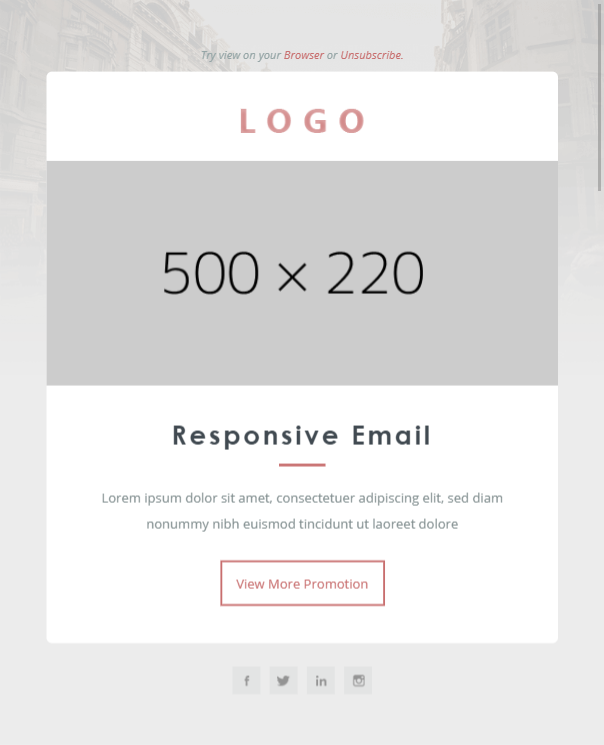 Try view on your Browser or Unsubscribe.
LOGO
500 × 220
Responsive Email
Lorem ipsum dolor sit amet, consectetuer adipiscing elit, sed diam
nonummy nibh euismod tincidunt ut laoreet dolore
View More Promotion